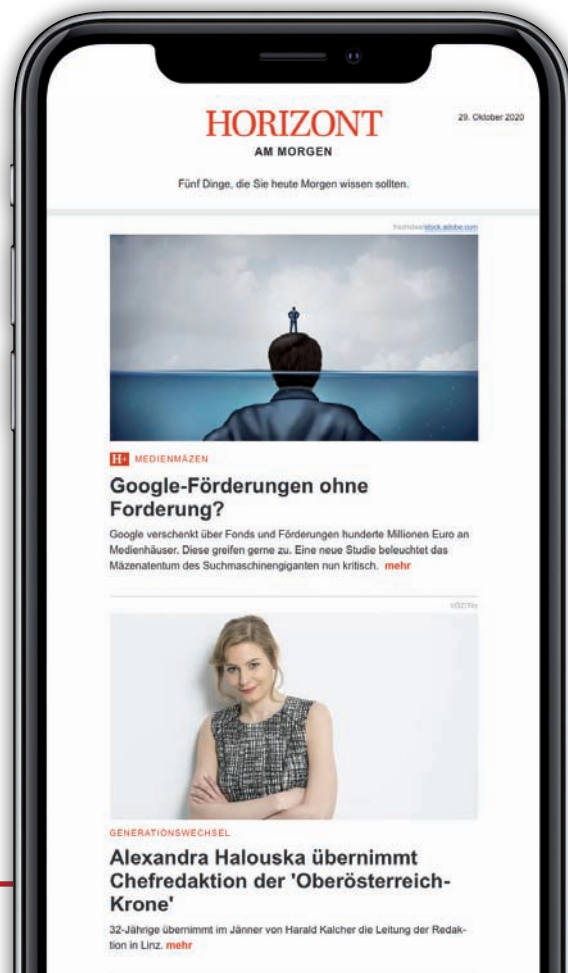 HORIZONT
29. Oktober 2020
AM MORGEN
Fünf Dinge, die Sie heute Morgen wissen sollten.
stock.adobe.com
H+ MEDIENMÄZEN
Google-Förderungen ohne
Forderung?
Google verschenkt über Fonds und Förderungen hunderte Millionen Euro an
Medienhäuser. Diese greifen gerne zu. Eine neue Studie beleuchtet das
Mäzenatentum des Suchmaschinengiganten nun kritisch. mehr
GENERATIONSWECHSEL
Alexandra Halouska übernimmt
Chefredaktion der 'Oberösterreich-
Krone'
32-Jährige übernimmt im Jänner von Harald Kalcher die Leitung der Redak-
tion in Linz. mehr